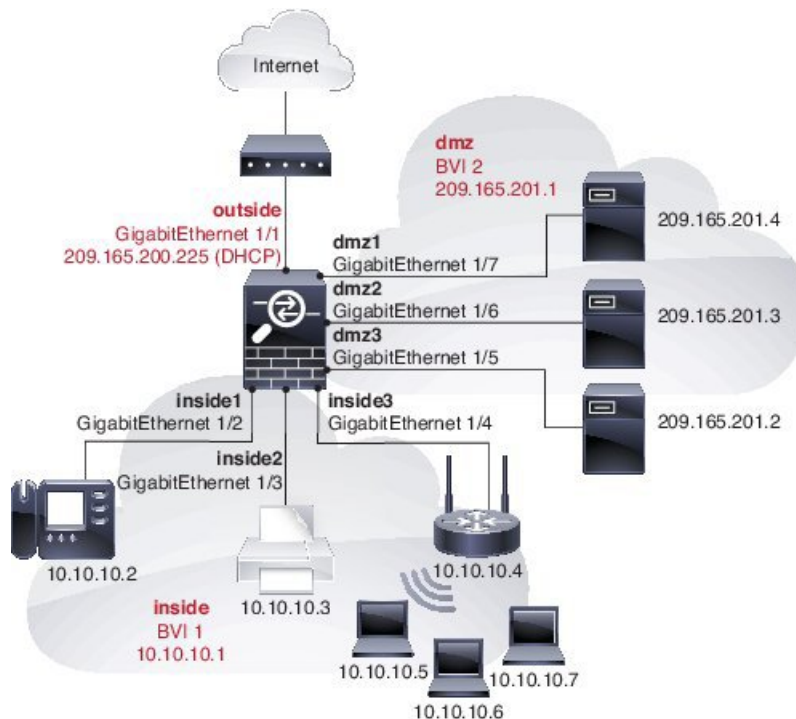 Internet
outside
GigabitEthernet 1/1
209.165.200.225 (DHCP)
dmz
BVI 2
209.165.201.1
dmz1
GigabitEthernet 1/7
dmz2
GigabitEthernet 1/6
dmz3
GigabitEthernet 1/5
209.165.201.4
209.165.201.3
209.165.201.2
inside1
GigabitEthernet 1/2
inside2
GigabitEthernet 1/3
inside3
GigabitEthernet 1/4
10.10.10.2
10.10.10.3
10.10.10.4
inside
BVI 1
10.10.10.1
10.10.10.5
10.10.10.6
10.10.10.7